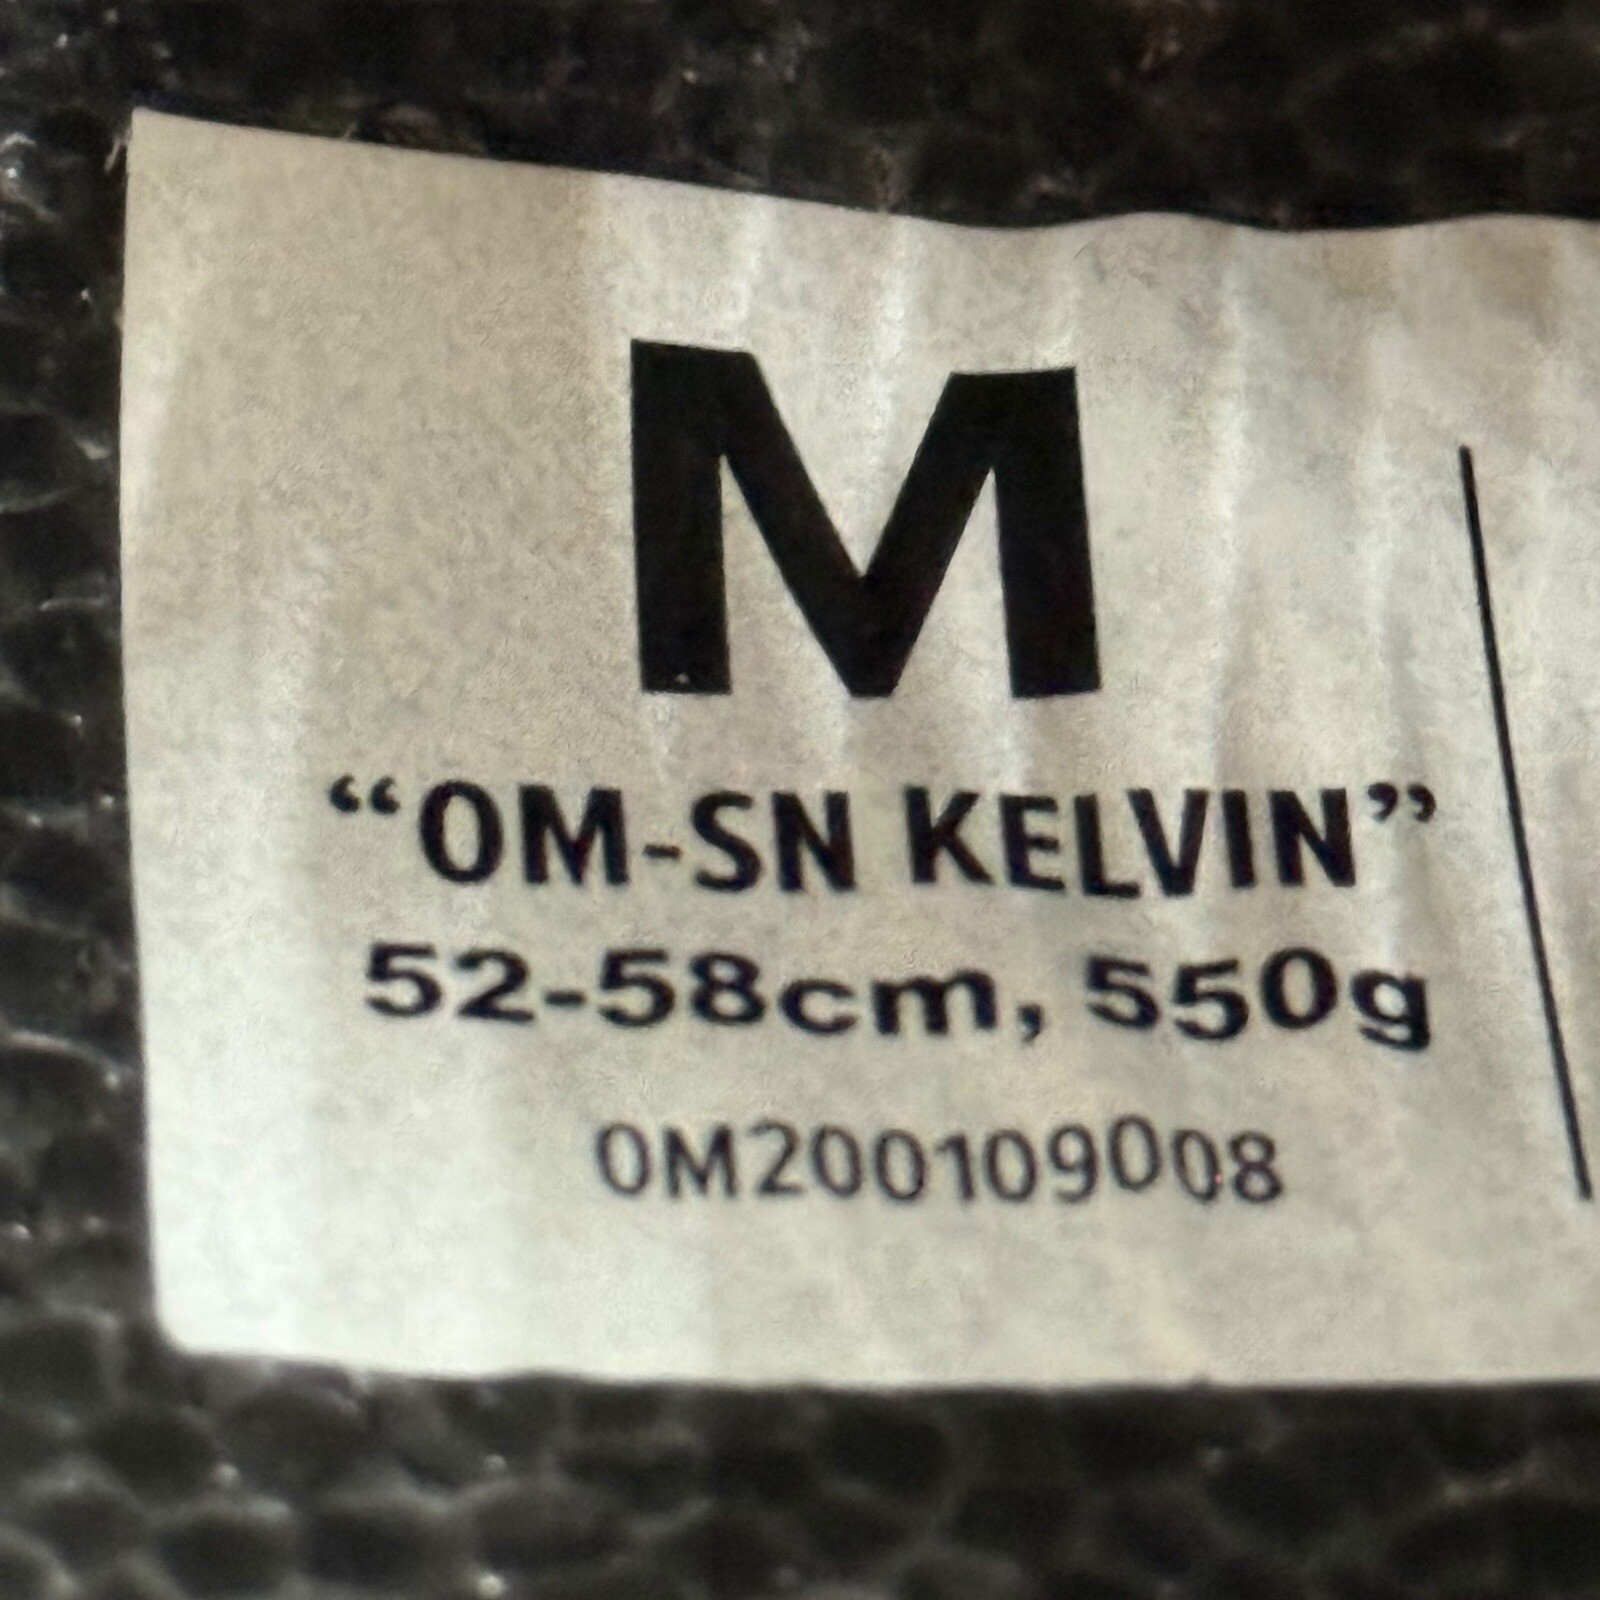 M
“OM-SN KELVIN”
52-58cm, 550g
OM200109008